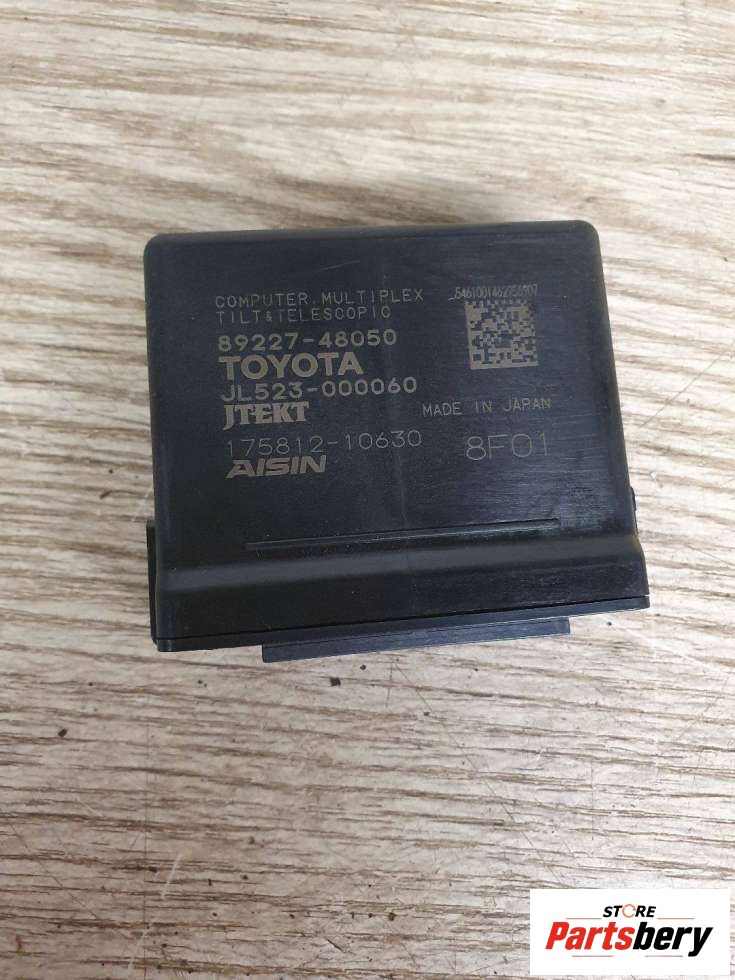 COMPUTER, MULTIPLEX
TILT&TELESCOPIC
89227-48050
TOYOTA
JL523-000060
JTEKT
MADE IN JAPAN
175812-10630
8F01
AISIN
STORE
Partsbery